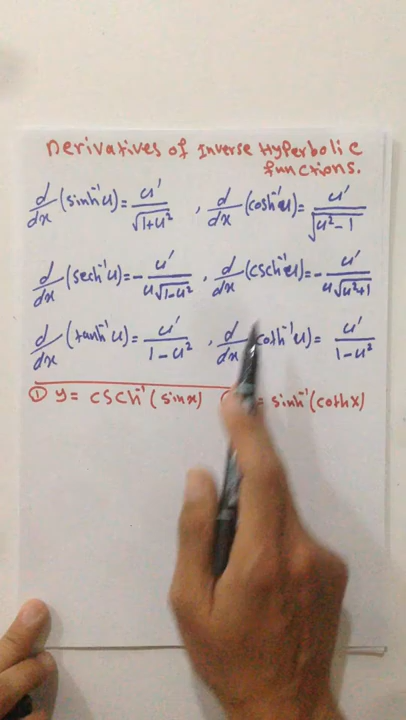 Derivatives of Inverse Hyperbolic
functions.
d/dx (sinh⁻¹u) = u'/√(1+u²) , d/dx (cosh⁻¹u) = u'/√(u²-1)
d/dx (sech⁻¹u) = - u'/(u√(1-u²)) , d/dx (csch⁻¹u) = - u'/(u√(u²+1))
d/dx (tanh⁻¹u) = u'/(1-u²) , d/dx coth⁻¹u) = u'/(1-u²)
① y = csch⁻¹(sinx) = sinh⁻¹(cothx)